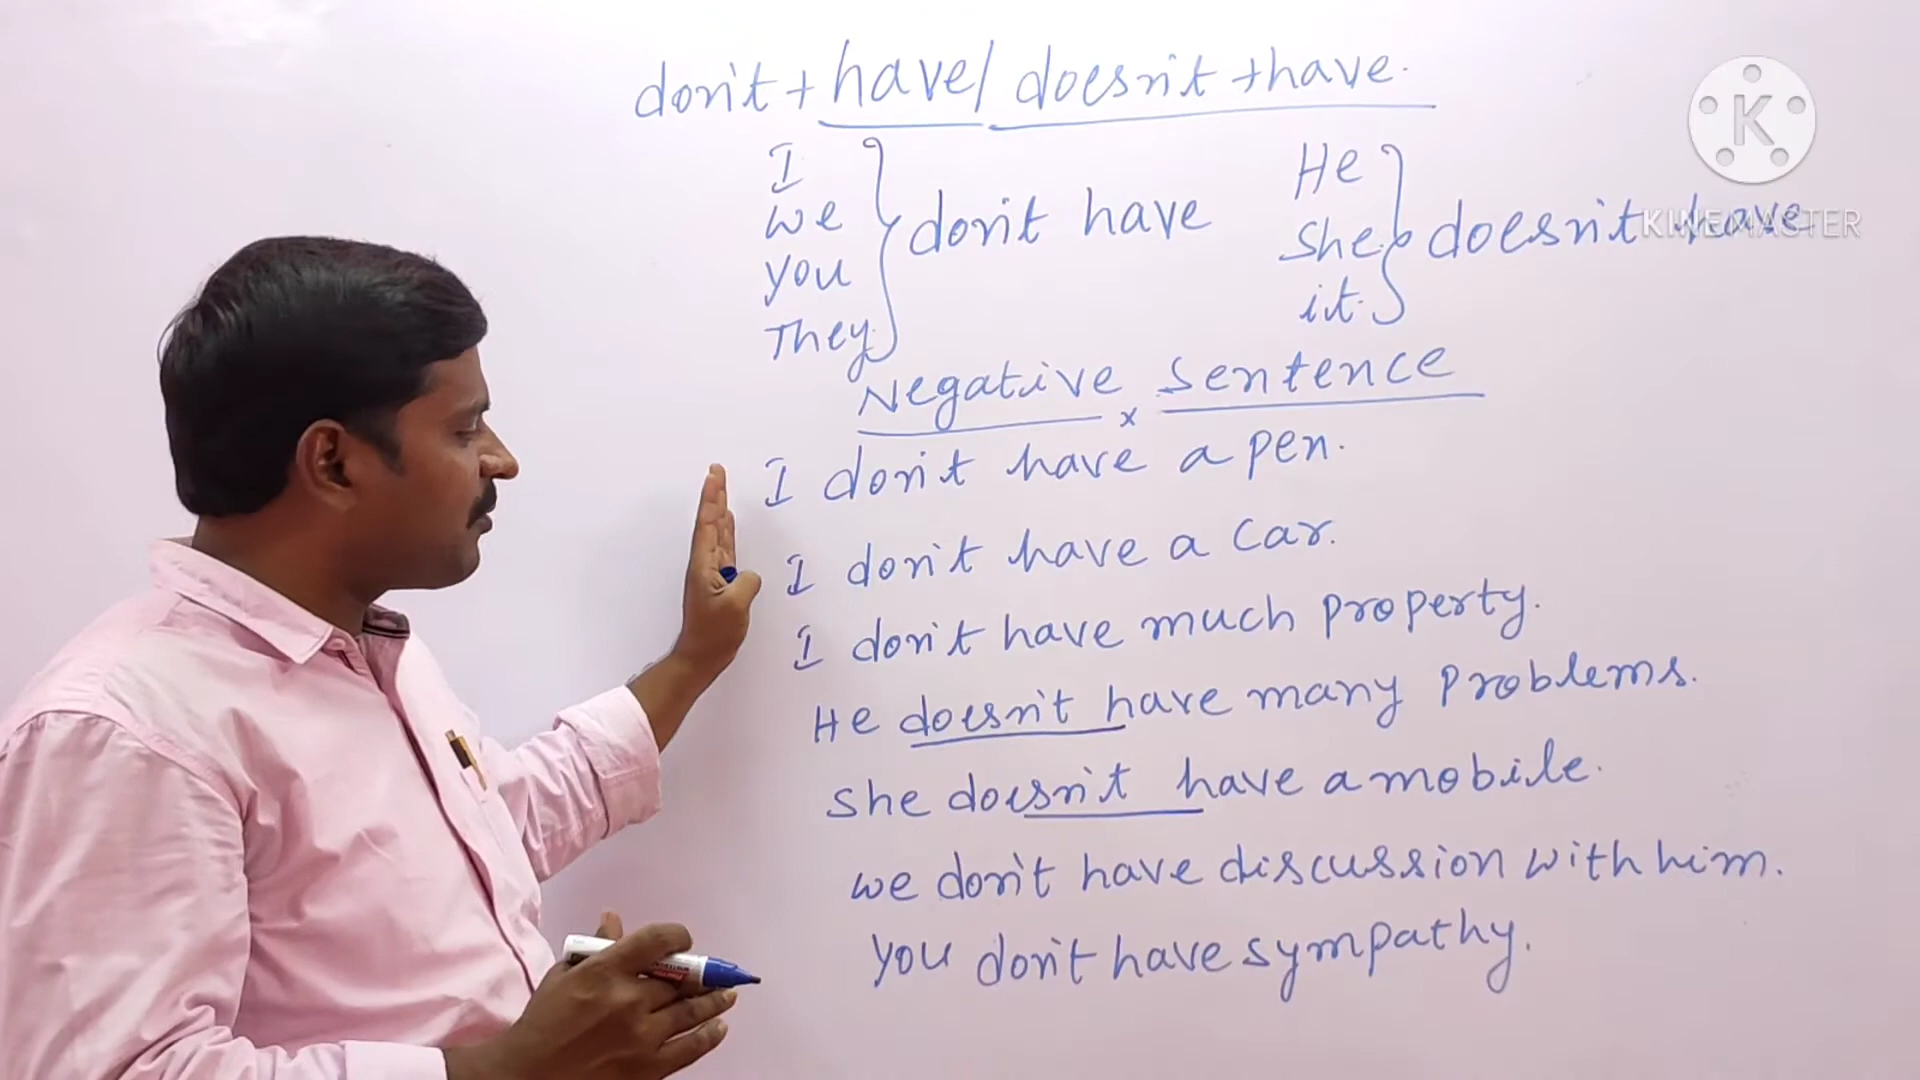 don't + have / doesn't + have.
I
we
you
They
don't have
He
she
it.
doesn't have
K
KINEMASTER
Negative x sentence
I don't have a pen.
I don't have a car.
I don't have much property.
He doesn't have many problems.
she doesn't have a mobile.
we don't have discussion with him.
you don't have sympathy.